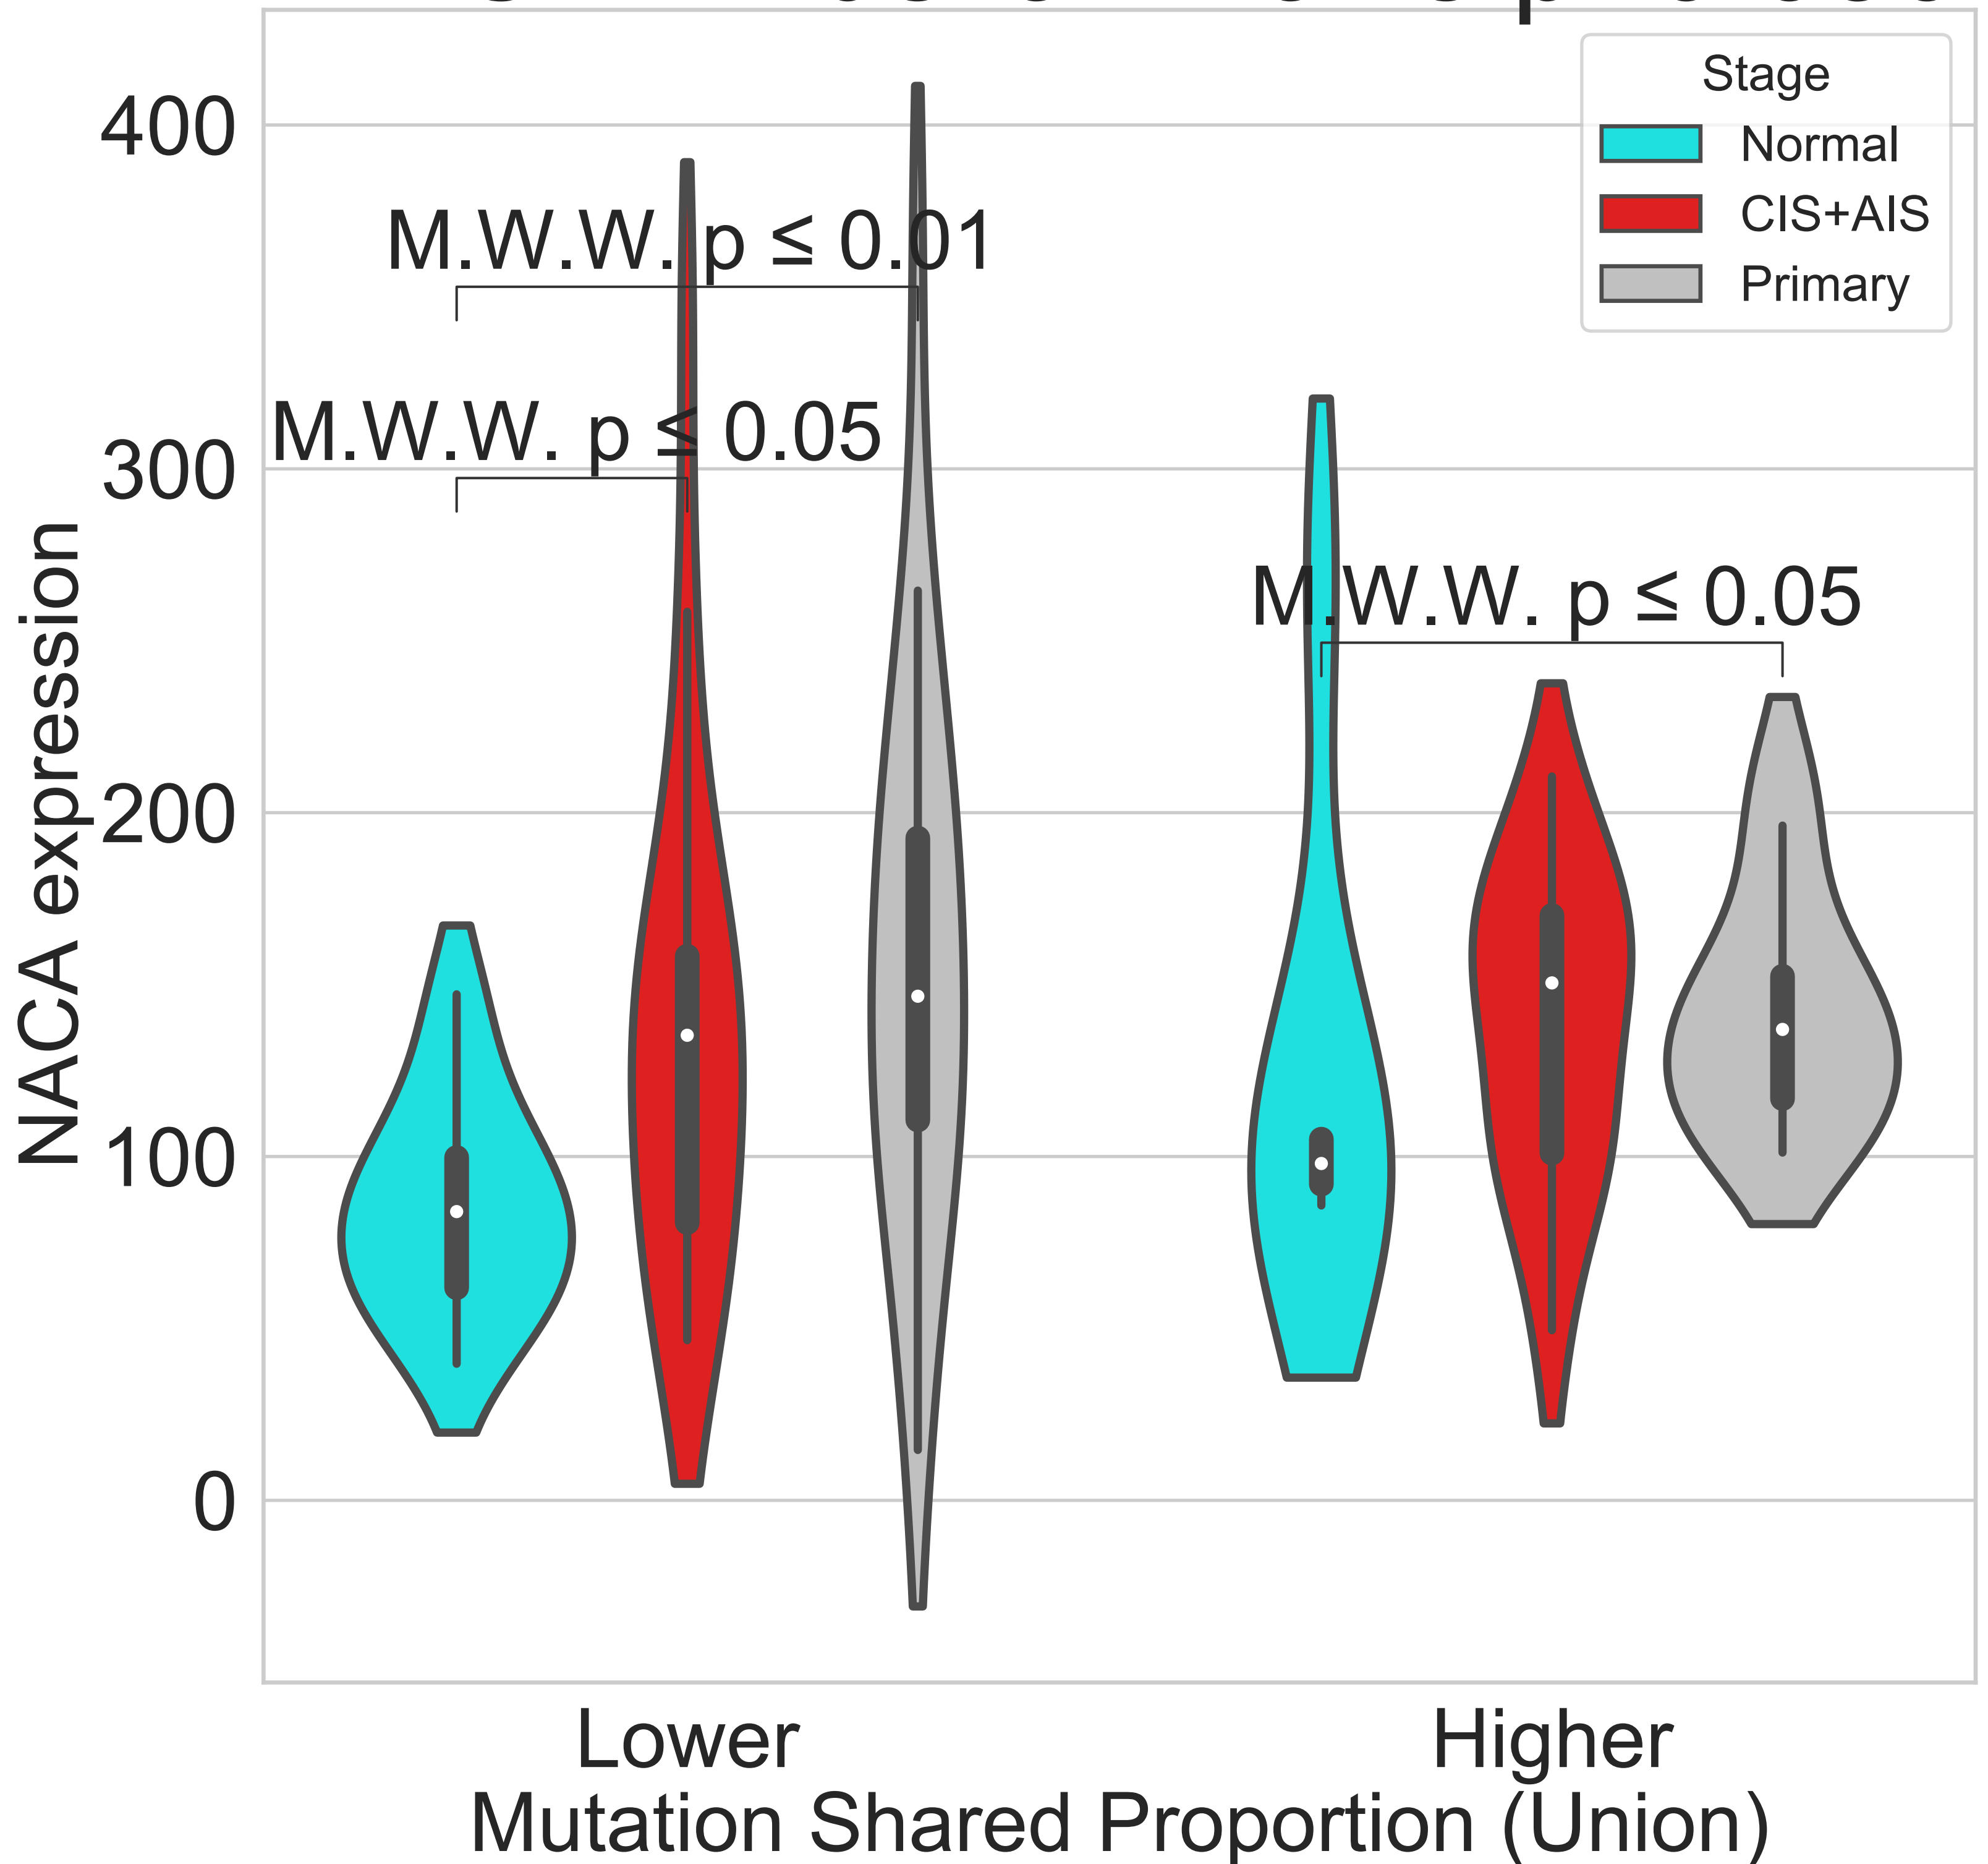 Stage
Normal
CIS+AIS
Primary
M.W.W. p ≤ 0.01
M.W.W. p ≤ 0.05
M.W.W. p ≤ 0.05
400
300
200
100
0
NACA expression
Lower
Higher
Mutation Shared Proportion (Union)